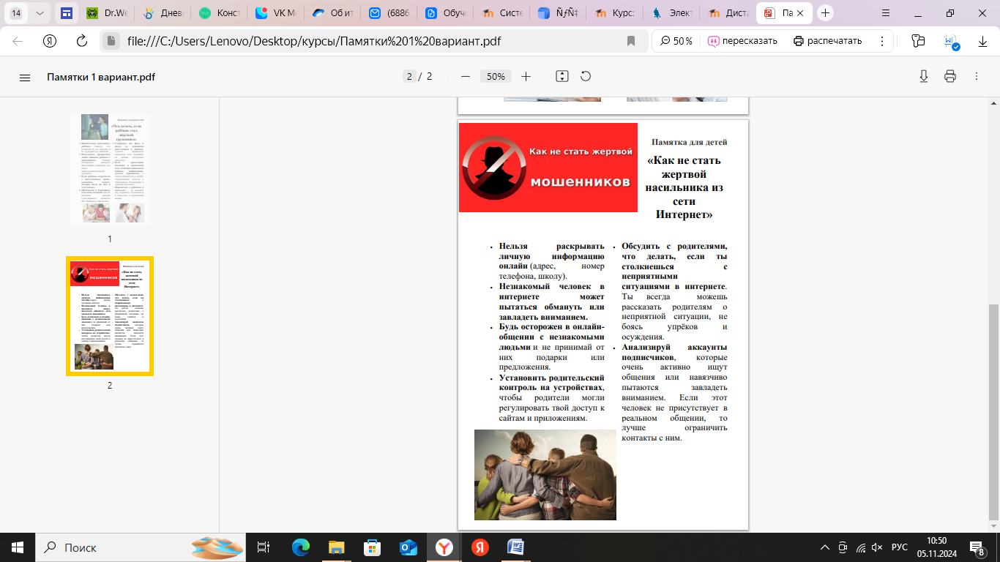 14
Dr.We
Дневн
Конст
VK Ме
Об ит
(6886
Обуче
Систе
ÑƒÑ‡
Курс:
Элект
Диста
Па
file:///C:/Users/Lenovo/Desktop/курсы/Памятки%201%20вариант.pdf
50%
пересказать
распечатать
Памятки 1 вариант.pdf
2 / 2
50%
1
2
Как не стать жертвой
мошенников
Памятка для детей
«Как не стать
жертвой
насильника из
сети
Интернет»
• Нельзя раскрывать
личную информацию
онлайн (адрес, номер
телефона, школу).
• Незнакомый человек в
интернете может
пытаться обмануть или
завладеть вниманием.
• Будь осторожен в онлайн-
общении с незнакомыми
людьми и не принимай от
них подарки или
предложения.
• Установить родительский
контроль на устройствах,
чтобы родители могли
регулировать твой доступ к
сайтам и приложениям.
• Обсудить с родителями,
что делать, если ты
столкнешься с
неприятными
ситуациями в интернете.
Ты всегда можешь
рассказать родителям о
неприятной ситуации, не
боясь упрёков и
осуждения.
• Анализируй аккаунты
подписчиков, которые
очень активно ищут
общения или навязчиво
пытаются завладеть
вниманием. Если этот
человек не присутствует в
реальном общении, то
лучше ограничить
контакты с ним.
Поиск
РУС
10:50
05.11.2024
8